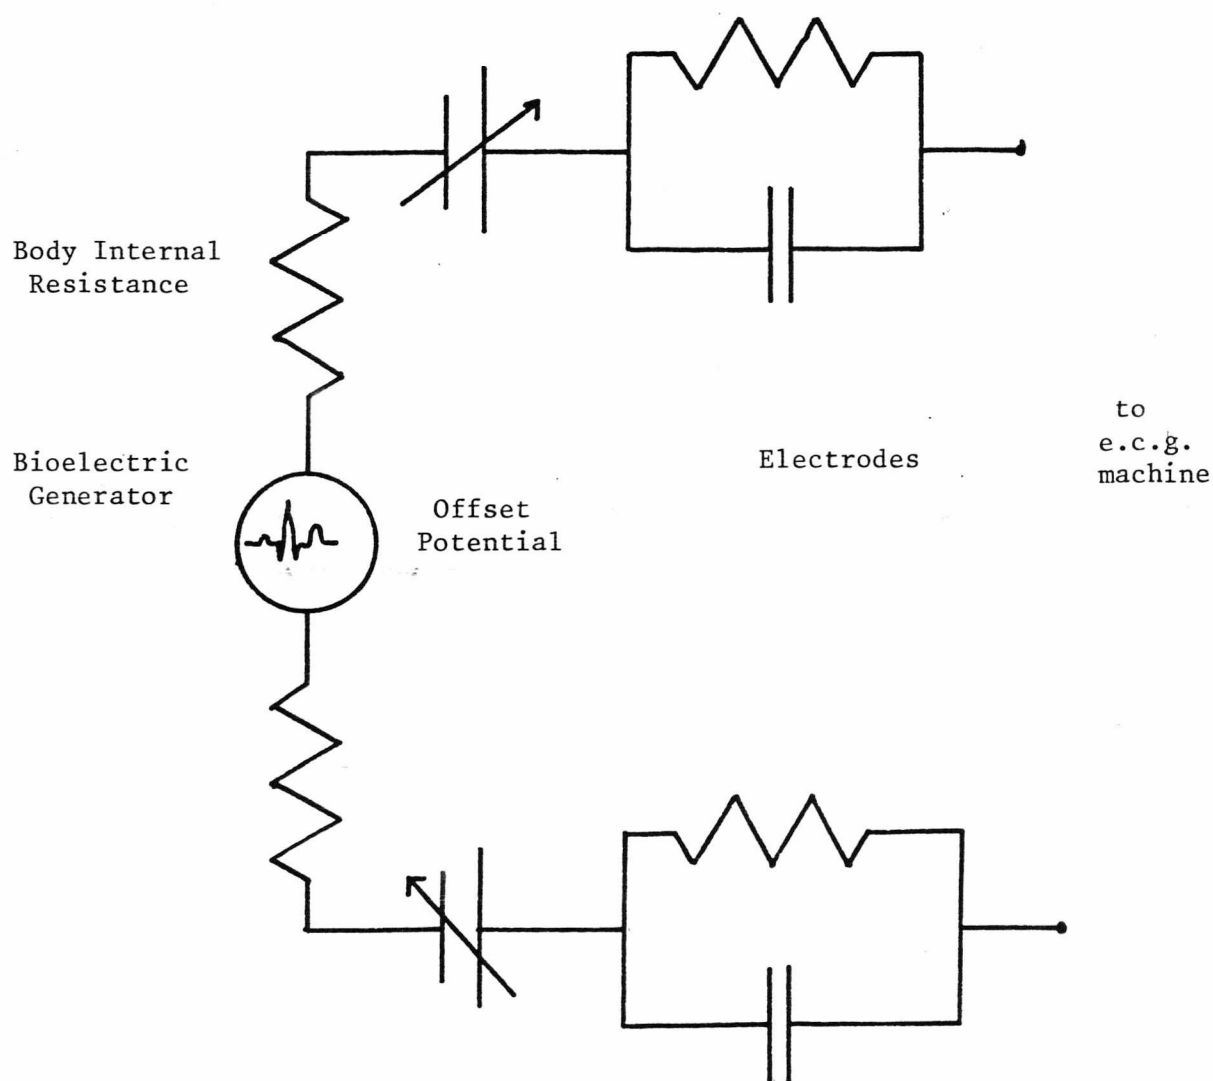 Body Internal
Resistance
Bioelectric
Generator
Offset
Potential
Electrodes
to
e.c.g.
machine